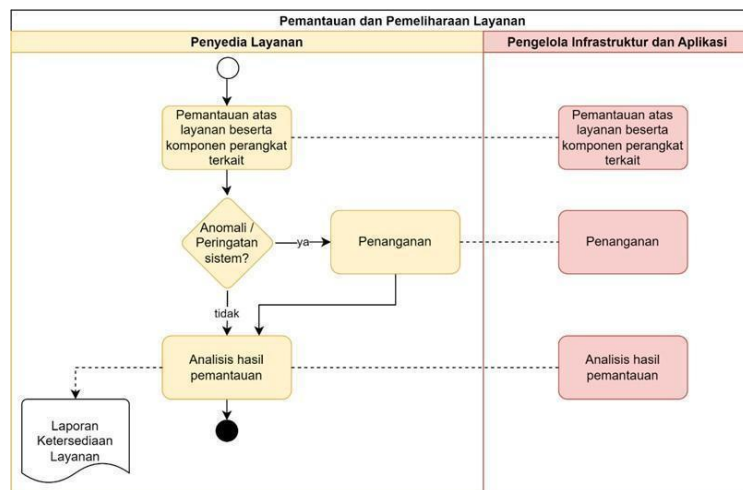 Pemantauan dan Pemeliharaan Layanan
Penyedia Layanan
Pengelola Infrastruktur dan Aplikasi
Pemantauan atas
layanan beserta
komponen perangkat
terkait
Pemantauan atas
layanan beserta
komponen perangkat
terkait
Anomali /
Peringatan
sistem?
ya
Penanganan
Penanganan
tidak
Analisis hasil
pemantauan
Analisis hasil
pemantauan
Laporan
Ketersediaan
Layanan